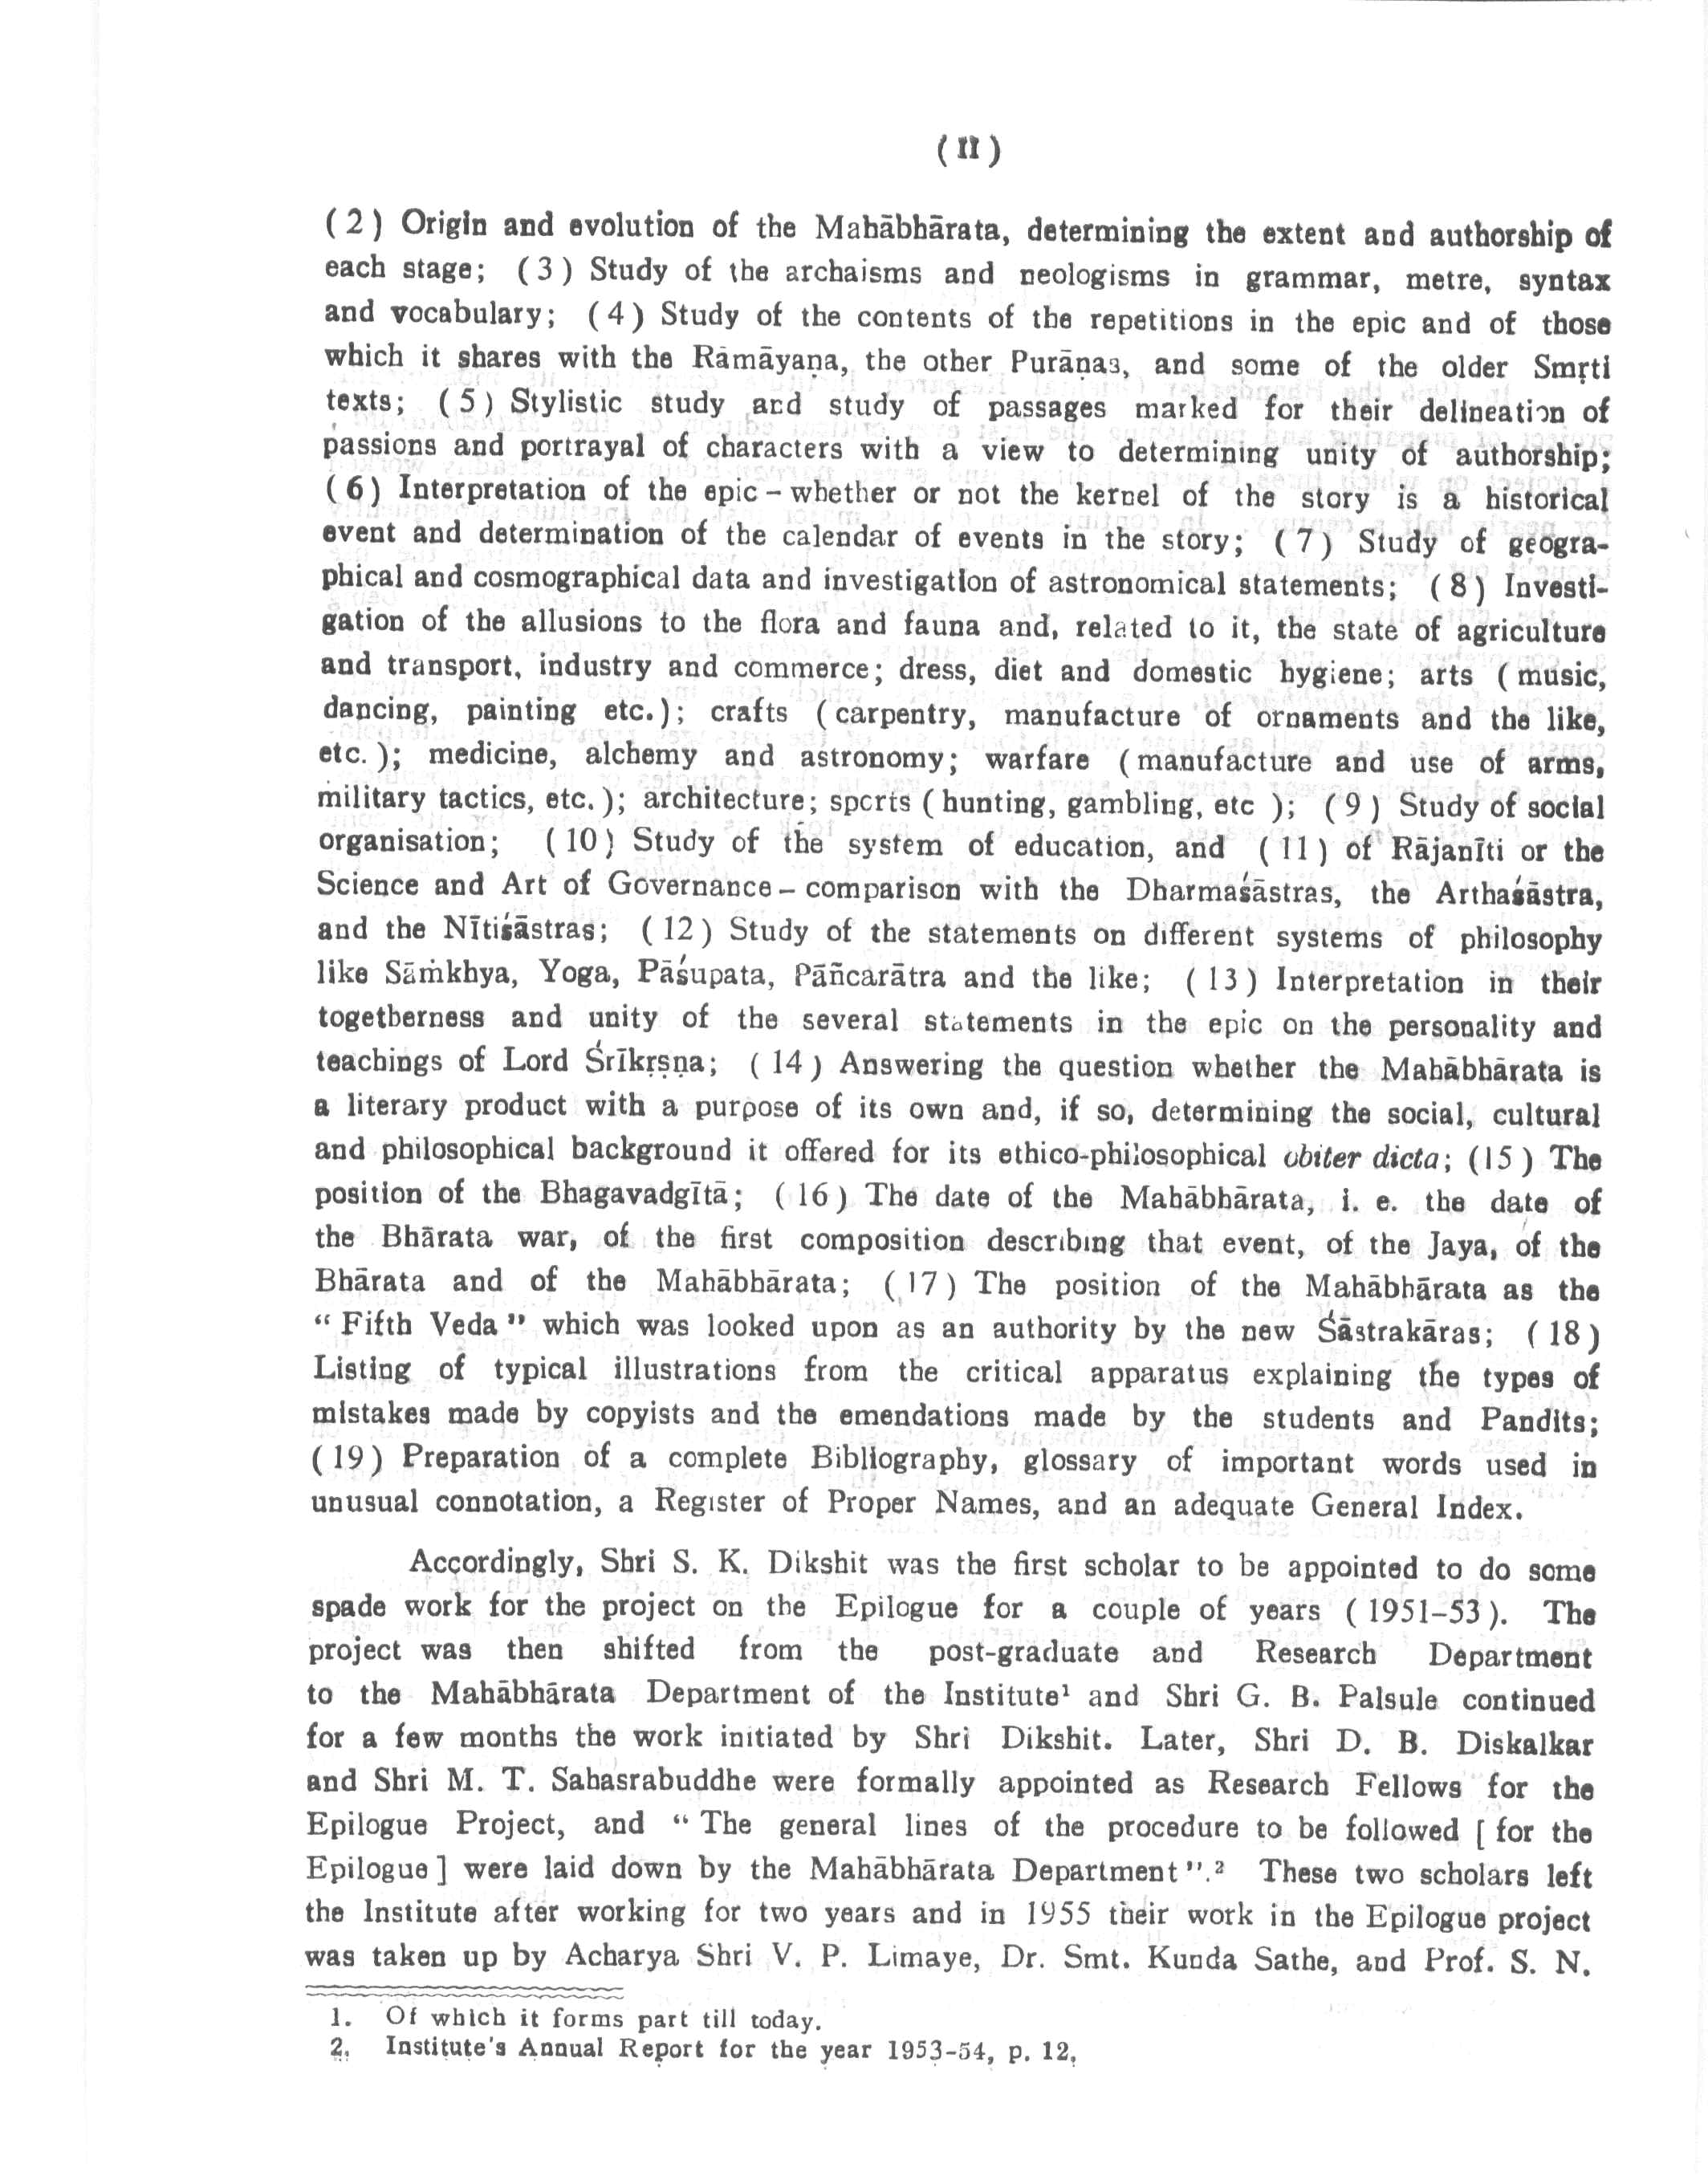 ( II )
( 2 ) Origin and evolution of the Mahābhārata, determining the extent and authorship of
each stage; ( 3 ) Study of the archaisms and neologisms in grammar, metre, syntax
and vocabulary; ( 4 ) Study of the contents of the repetitions in the epic and of those
which it shares with the Rāmāyaṇa, the other Purāṇas, and some of the older Smṛti
texts; ( 5 ) Stylistic study and study of passages marked for their delineation of
passions and portrayal of characters with a view to determining unity of authorship;
( 6 ) Interpretation of the epic – whether or not the kernel of the story is a historical
event and determination of the calendar of events in the story; ( 7 ) Study of geogra-
phical and cosmographical data and investigation of astronomical statements; ( 8 ) Investi-
gation of the allusions to the flora and fauna and, related to it, the state of agriculture
and transport, industry and commerce; dress, diet and domestic hygiene; arts ( music,
dancing, painting etc.); crafts ( carpentry, manufacture of ornaments and the like,
etc. ); medicine, alchemy and astronomy; warfare ( manufacture and use of arms,
military tactics, etc. ); architecture; sports ( hunting, gambling, etc ); ( 9 ) Study of social
organisation; ( 10 ) Study of the system of education, and ( 11 ) of Rājanīti or the
Science and Art of Governance – comparison with the Dharmaśāstras, the Arthaśāstra,
and the Nītiśāstras; ( 12 ) Study of the statements on different systems of philosophy
like Sāṁkhya, Yoga, Pāśupata, Pāñcarātra and the like; ( 13 ) Interpretation in their
togetherness and unity of the several statements in the epic on the personality and
teachings of Lord Śrīkṛṣṇa; ( 14 ) Answering the question whether the Mahābhārata is
a literary product with a purpose of its own and, if so, determining the social, cultural
and philosophical background it offered for its ethico-philosophical obiter dicta; (15 ) The
position of the Bhagavadgītā; ( 16 ) The date of the Mahābhārata, i. e. the date of
the Bhārata war, of the first composition describing that event, of the Jaya, of the
Bhārata and of the Mahābhārata; ( 17 ) The position of the Mahābhārata as the
“ Fifth Veda ” which was looked upon as an authority by the new Śāstrakāras; ( 18 )
Listing of typical illustrations from the critical apparatus explaining the types of
mistakes made by copyists and the emendations made by the students and Pandits;
( 19 ) Preparation of a complete Bibliography, glossary of important words used in
unusual connotation, a Register of Proper Names, and an adequate General Index.
Accordingly, Shri S. K. Dikshit was the first scholar to be appointed to do some
spade work for the project on the Epilogue for a couple of years ( 1951–53 ). The
project was then shifted from the post-graduate and Research Department
to the Mahābhārata Department of the Institute¹ and Shri G. B. Palsule continued
for a few months the work initiated by Shri Dikshit. Later, Shri D. B. Diskalkar
and Shri M. T. Sahasrabuddhe were formally appointed as Research Fellows for the
Epilogue Project, and “ The general lines of the procedure to be followed [ for the
Epilogue ] were laid down by the Mahābhārata Department ”.² These two scholars left
the Institute after working for two years and in 1955 their work in the Epilogue project
was taken up by Acharya Shri V. P. Limaye, Dr. Smt. Kunda Sathe, and Prof. S. N.
1. Of which it forms part till today.
2. Institute's Annual Report for the year 1953–54, p. 12.